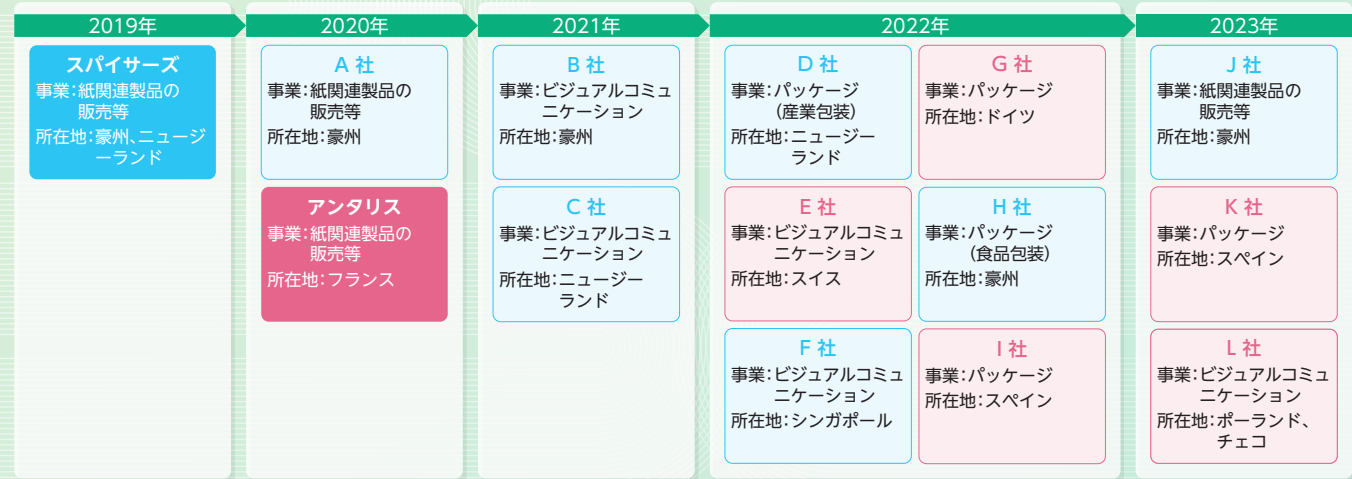 2019年
スパイサーズ
事業:紙関連製品の
販売等
所在地:豪州、ニュージ
ーランド
2020年
A 社
事業:紙関連製品の
販売等
所在地:豪州
アンタリス
事業:紙関連製品の
販売等
所在地:フランス
2021年
B 社
事業:ビジュアルコミュ
ニケーション
所在地:豪州
C 社
事業:ビジュアルコミュ
ニケーション
所在地:ニュージー
ランド
2022年
D 社
事業:パッケージ
(産業包装)
所在地:ニュージー
ランド
E 社
事業:ビジュアルコミュ
ニケーション
所在地:スイス
F 社
事業:ビジュアルコミュ
ニケーション
所在地:シンガポール
G 社
事業:パッケージ
所在地:ドイツ
H 社
事業:パッケージ
(食品包装)
所在地:豪州
I 社
事業:パッケージ
所在地:スペイン
2023年
J 社
事業:紙関連製品の
販売等
所在地:豪州
K 社
事業:パッケージ
所在地:スペイン
L 社
事業:ビジュアルコミュ
ニケーション
所在地:ポーランド、
チェコ